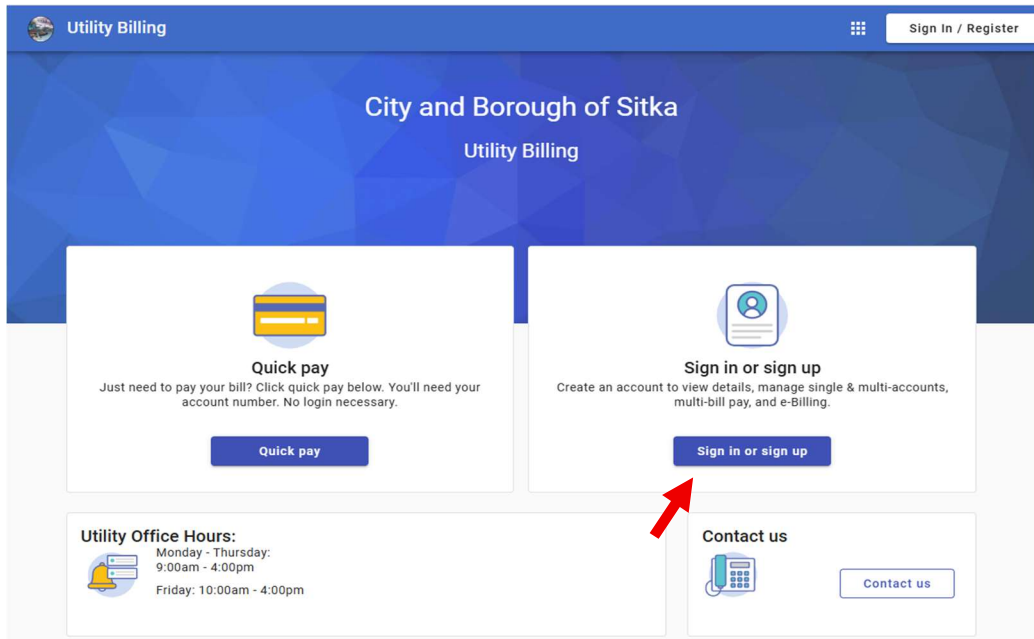 Utility Billing
Sign In / Register
City and Borough of Sitka
Utility Billing
Quick pay
Just need to pay your bill? Click quick pay below. You'll need your
account number. No login necessary.
Quick pay
Sign in or sign up
Create an account to view details, manage single & multi-accounts,
multi-bill pay, and e-Billing.
Sign in or sign up
Utility Office Hours:
Monday - Thursday:
9:00am - 4:00pm
Friday: 10:00am - 4:00pm
Contact us
Contact us